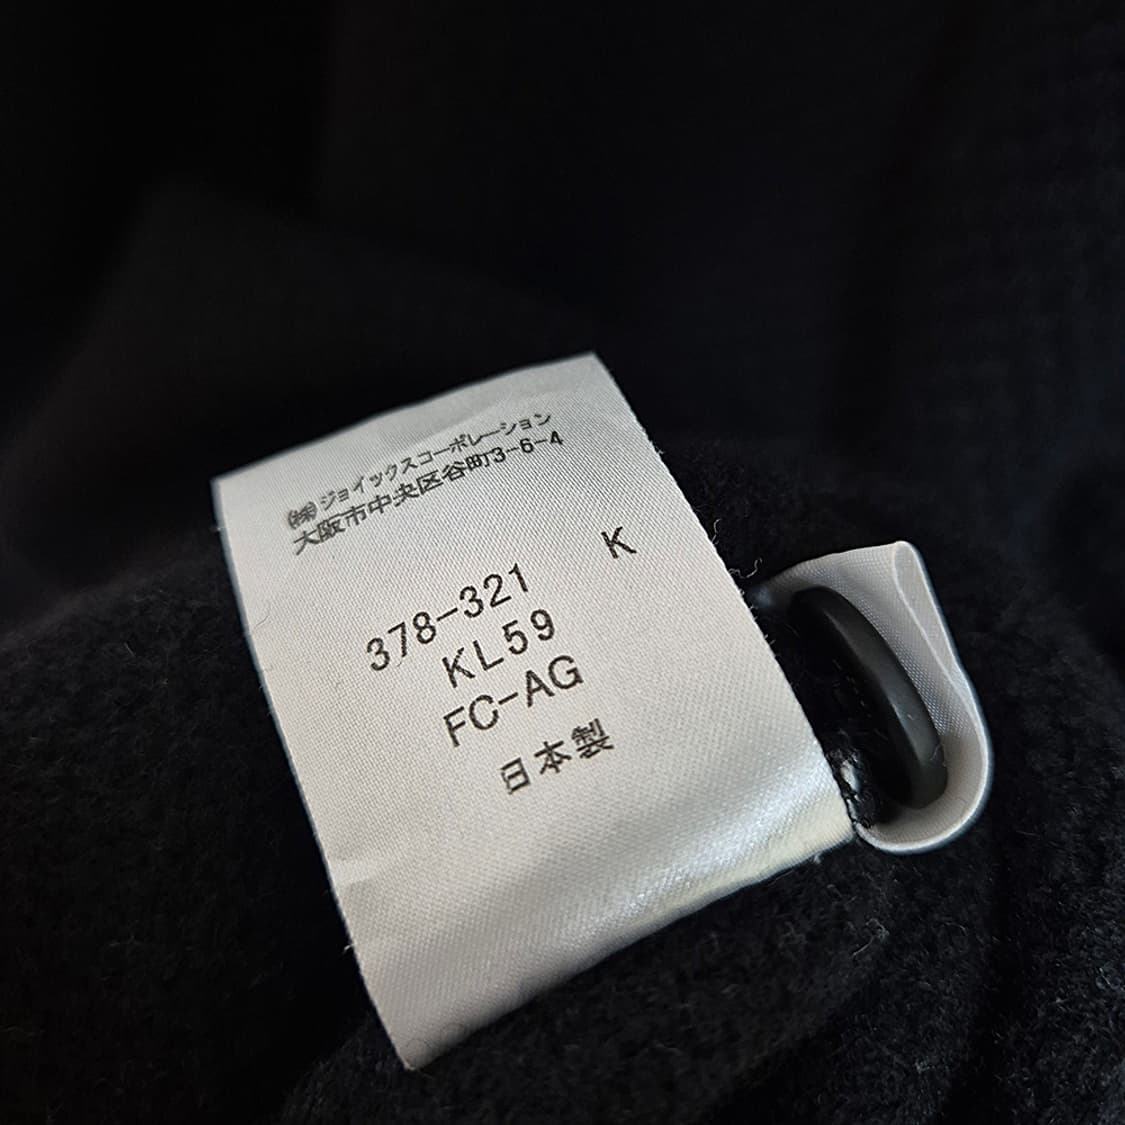 ㈱ジョイックスコーポレーション
大阪市中央区谷町3-6-4
K
378-321
KL59
FC-AG
日本製